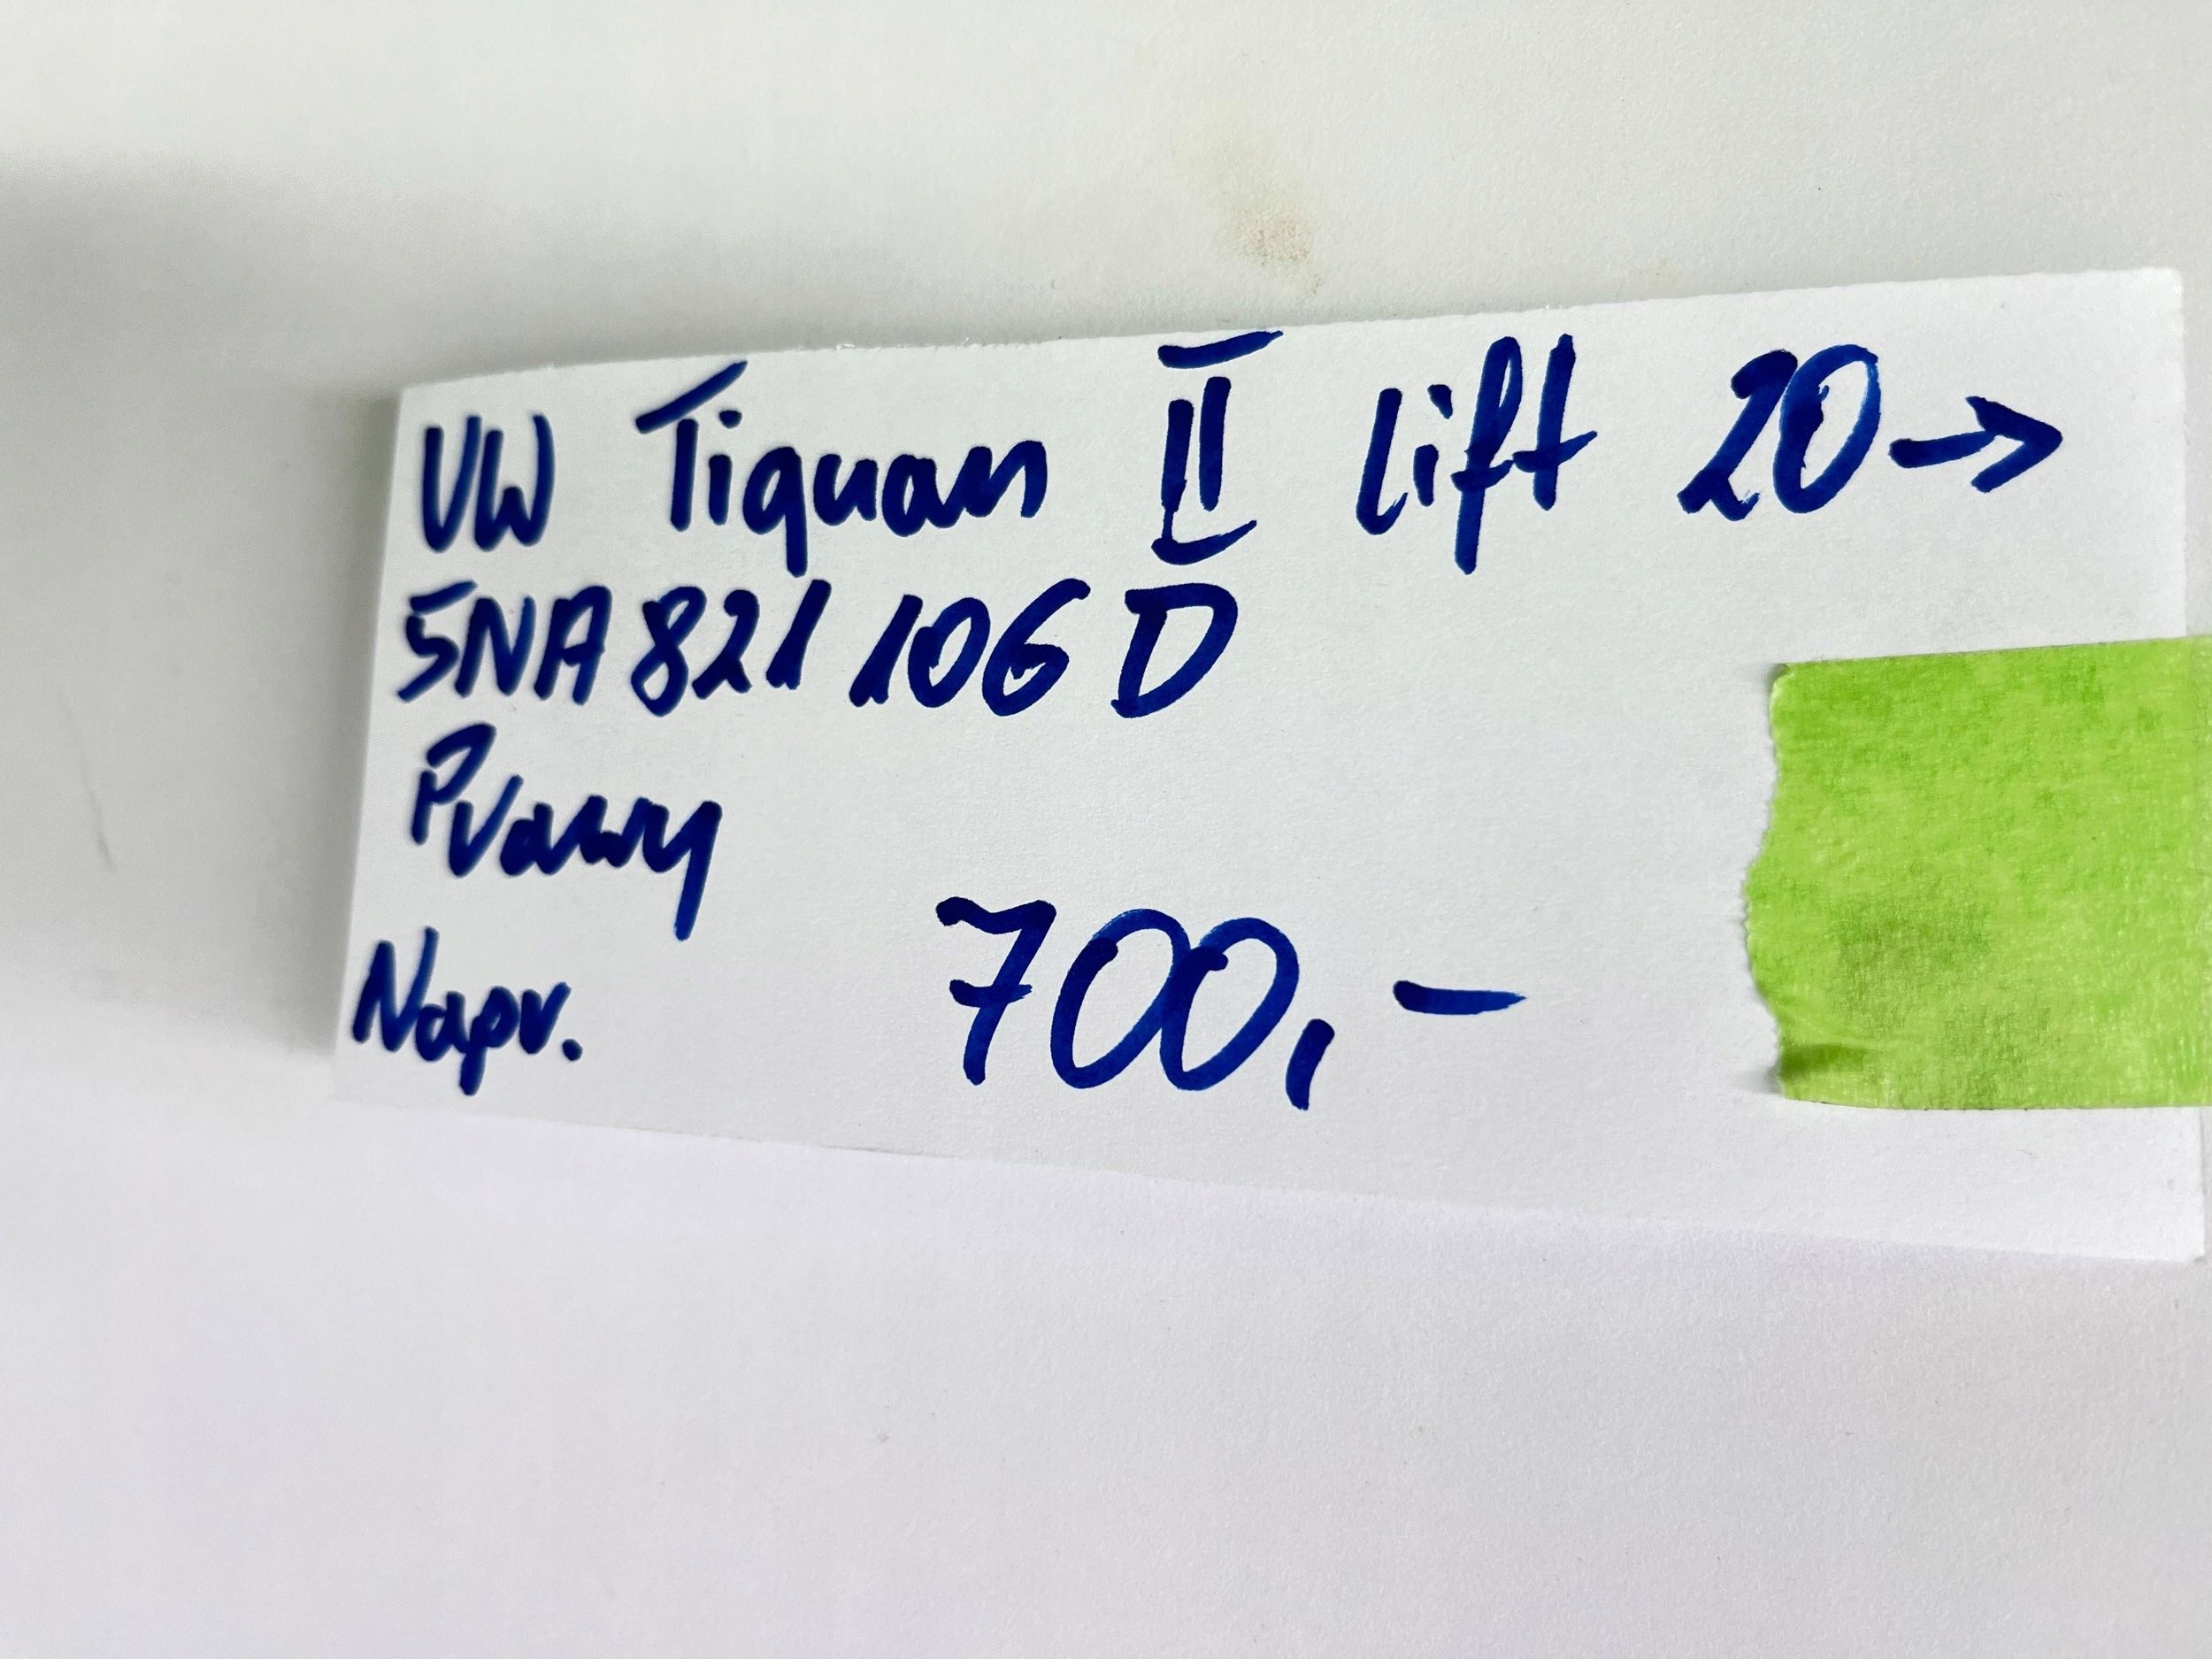 VW Tiguan II lift 20→
5NA 821 106 D
Prawy
Napr. 700,-